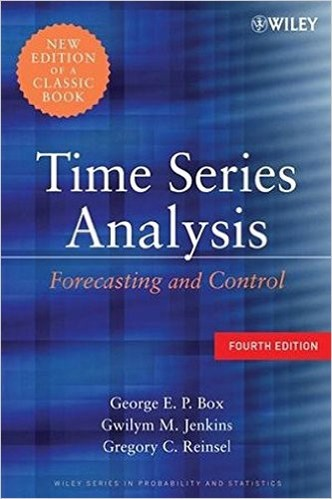 WILEY
NEW
EDITION
OF A
CLASSIC
BOOK
Time Series
Analysis
Forecasting and Control
FOURTH EDITION
George E. P. Box
Gwilym M. Jenkins
Gregory C. Reinsel
WILEY SERIES IN PROBABILITY AND STATISTICS